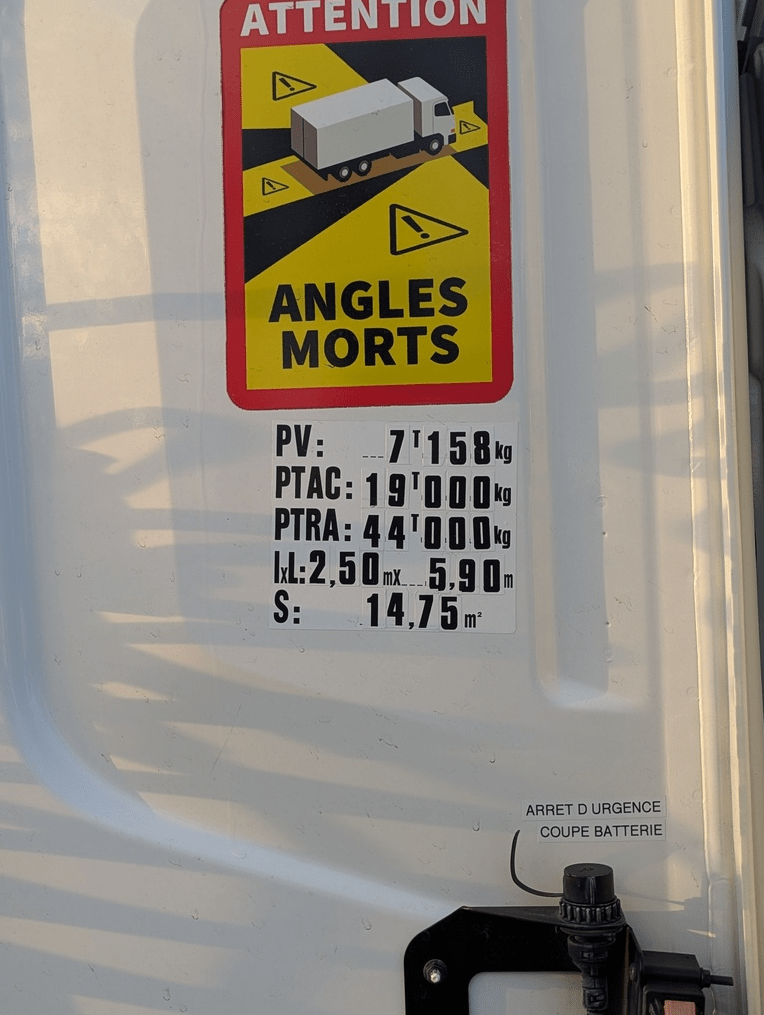 ATTENTION
ANGLES
MORTS
PV: 7T158kg
PTAC: 19T000kg
PTRA: 44T000kg
lxL: 2,50mx 5,90m
S: 14,75m²
ARRET D URGENCE
COUPE BATTERIE